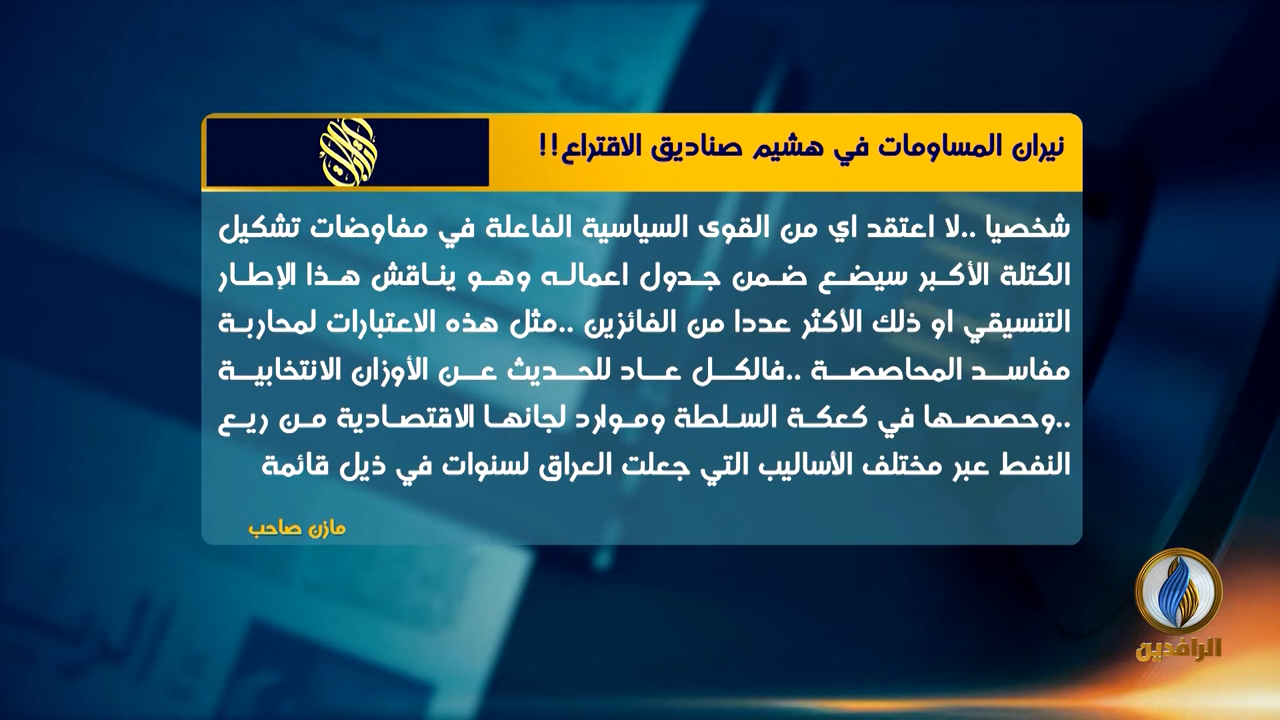 نيران المساومات في هشيم صناديق الاقتراع!!
شخصيا ..لا اعتقد اي من القوى السياسية الفاعلة في مفاوضات تشكيل
الكتلة الأكبر سيضع ضمن جدول اعماله وهو يناقش هذا الإطار
التنسيقي او ذلك الأكثر عددا من الفائزين ..مثل هذه الاعتبارات لمحاربة
مفاسد المحاصصة ..فالكل عاد للحديث عن الأوزان الانتخابية
..وحصصها في كعكة السلطة وموارد لجانها الاقتصادية من ريع
النفط عبر مختلف الأساليب التي جعلت العراق لسنوات في ذيل قائمة
مازن صاحب
الرافدين